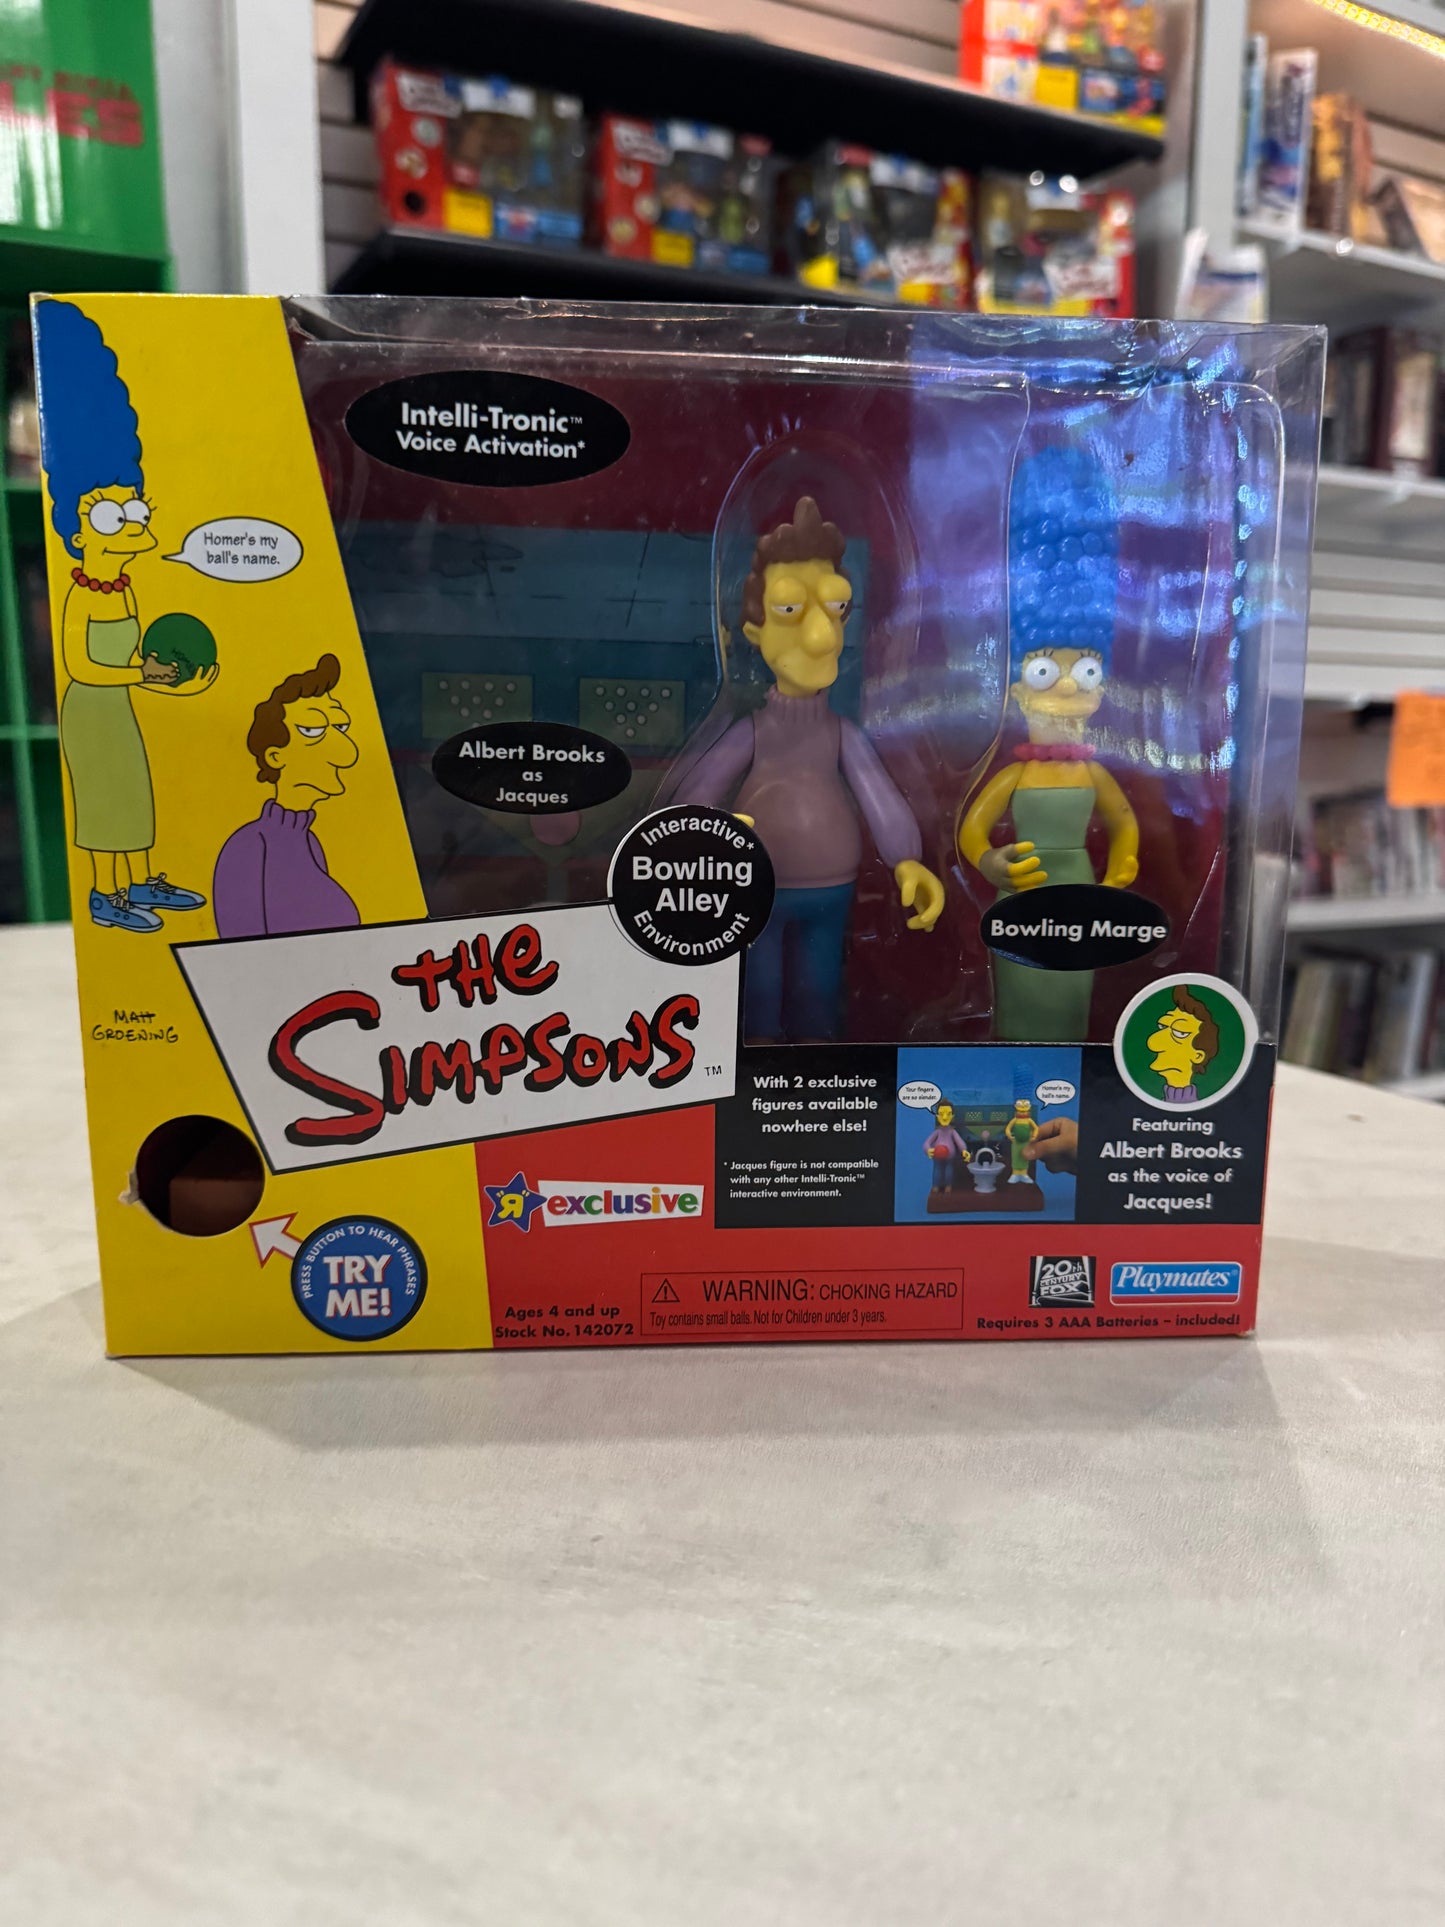 LES
Intelli-Tronic™
Voice Activation*
Homer's my
ball's name.
HOMER
Albert Brooks
as
Jacques
Interactive*
Bowling
Alley
Environment
Bowling Marge
MATT
GROENING
THE
SIMPSONS™
With 2 exclusive
figures available
nowhere else!
* Jacques figure is not compatible
with any other Intelli-Tronic™
interactive environment.
Your fingers
are so slender.
Homer's my
ball's name.
Featuring
Albert Brooks
as the voice of
Jacques!
"R" exclusive
PRESS BUTTON TO HEAR PHRASES
TRY
ME!
Ages 4 and up
Stock No. 142072
WARNING: CHOKING HAZARD
Toy contains small balls. Not for Children under 3 years.
20th
CENTURY
FOX
Playmates®
Requires 3 AAA Batteries – included!